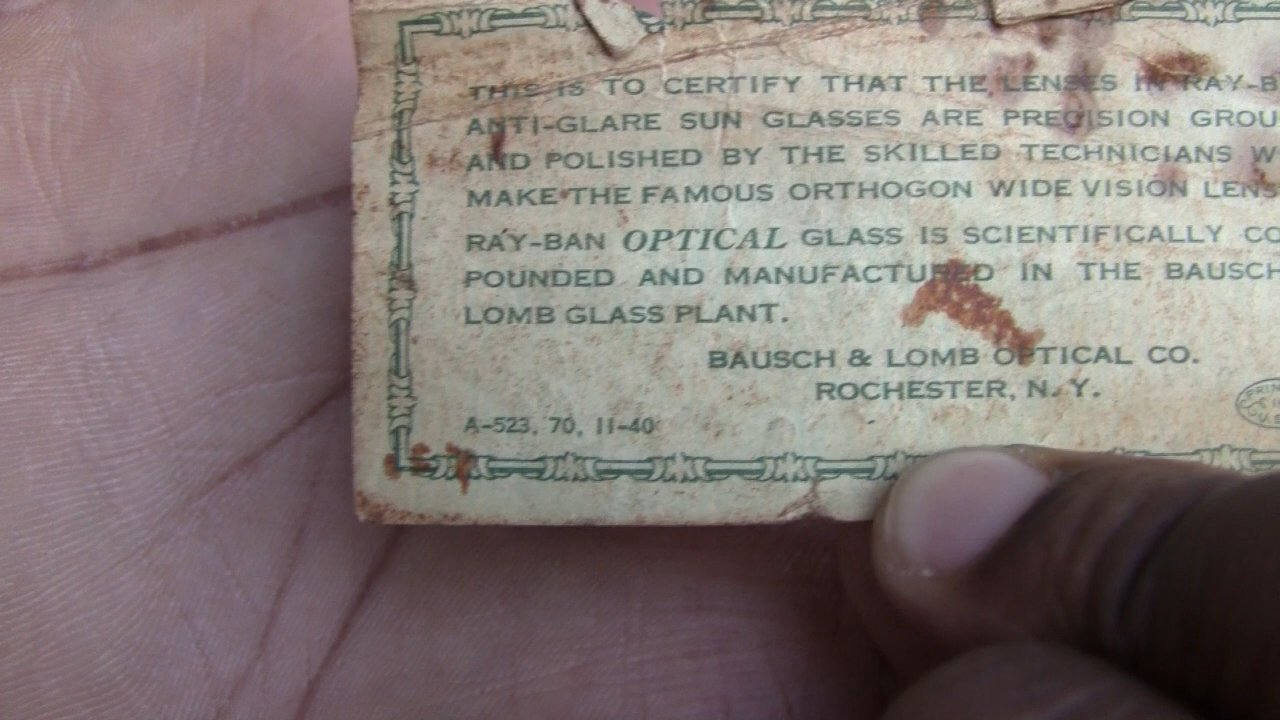 THIS IS TO CERTIFY THAT THE LENSES IN RAY-B
ANTI-GLARE SUN GLASSES ARE PRECISION GROU
AND POLISHED BY THE SKILLED TECHNICIANS W
MAKE THE FAMOUS ORTHOGON WIDE VISION LENS
RAY-BAN OPTICAL GLASS IS SCIENTIFICALLY CO
POUNDED AND MANUFACTURED IN THE BAUSCH
LOMB GLASS PLANT.
BAUSCH & LOMB OPTICAL CO.
ROCHESTER, N. Y.
A-523, 70, 11-40